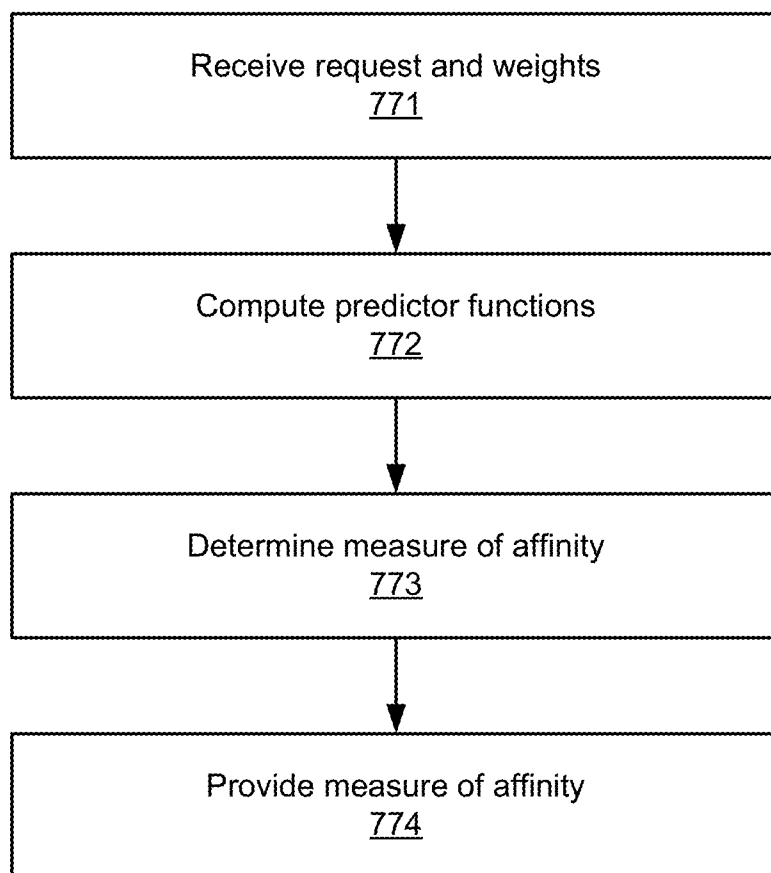 Receive request and weights
771
Compute predictor functions
772
Determine measure of affinity
773
Provide measure of affinity
774